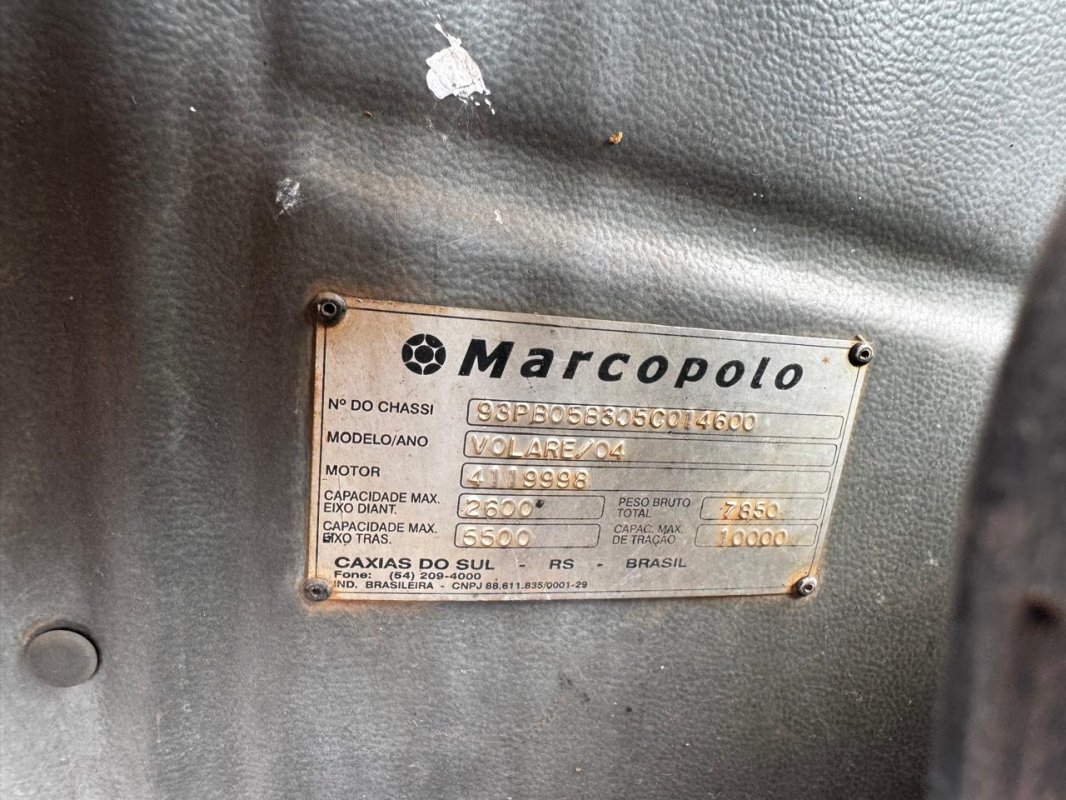 Marcopolo
Nº DO CHASSI 93PB05B305C014600
MODELO/ANO VOLARE/04
MOTOR 4119998
CAPACIDADE MAX. EIXO DIANT. 2600 PESO BRUTO TOTAL 7850
CAPACIDADE MAX. EIXO TRAS. 5500 CAPAC. MAX. DE TRAÇÃO 10000
CAXIAS DO SUL - RS - BRASIL
Fone: (54) 209-4000
IND. BRASILEIRA - CNPJ 88.611.835/0001-29